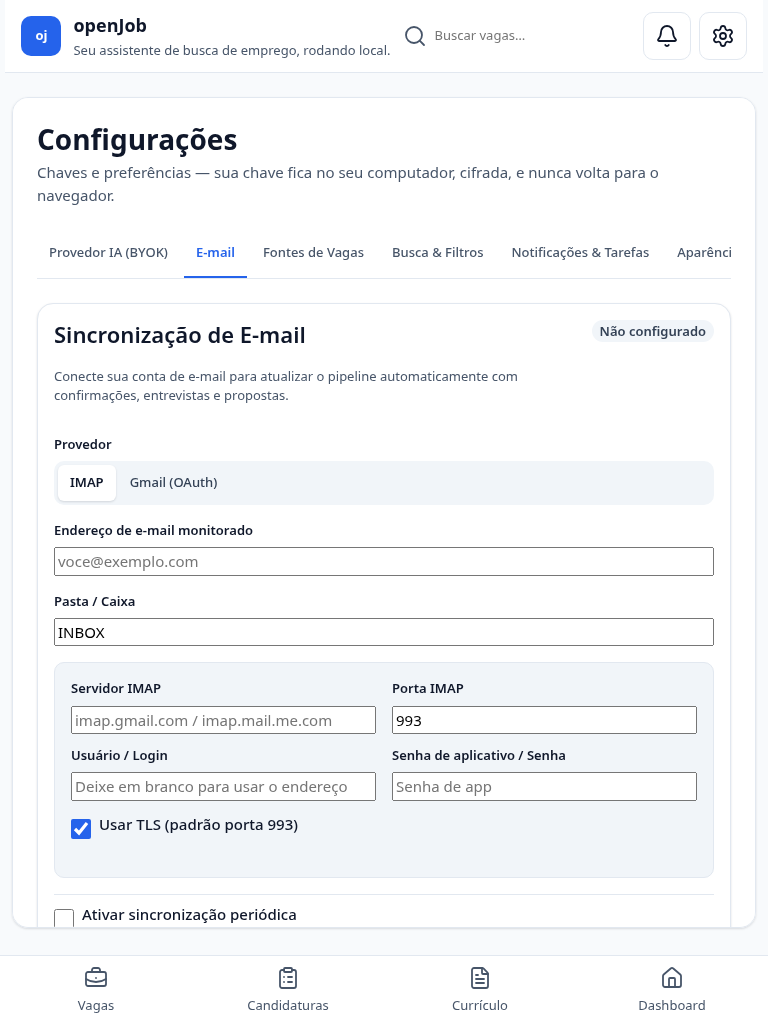 oj
openJob
Seu assistente de busca de emprego, rodando local.
Buscar vagas...
Configurações
Chaves e preferências — sua chave fica no seu computador, cifrada, e nunca volta para o
navegador.
Provedor IA (BYOK)
E-mail
Fontes de Vagas
Busca & Filtros
Notificações & Tarefas
Aparênci
Sincronização de E-mail
Não configurado
Conecte sua conta de e-mail para atualizar o pipeline automaticamente com
confirmações, entrevistas e propostas.
Provedor
IMAP
Gmail (OAuth)
Endereço de e-mail monitorado
voce@exemplo.com
Pasta / Caixa
INBOX
Servidor IMAP
Porta IMAP
imap.gmail.com / imap.mail.me.com
993
Usuário / Login
Senha de aplicativo / Senha
Deixe em branco para usar o endereço
Senha de app
Usar TLS (padrão porta 993)
Ativar sincronização periódica
Vagas
Candidaturas
Currículo
Dashboard